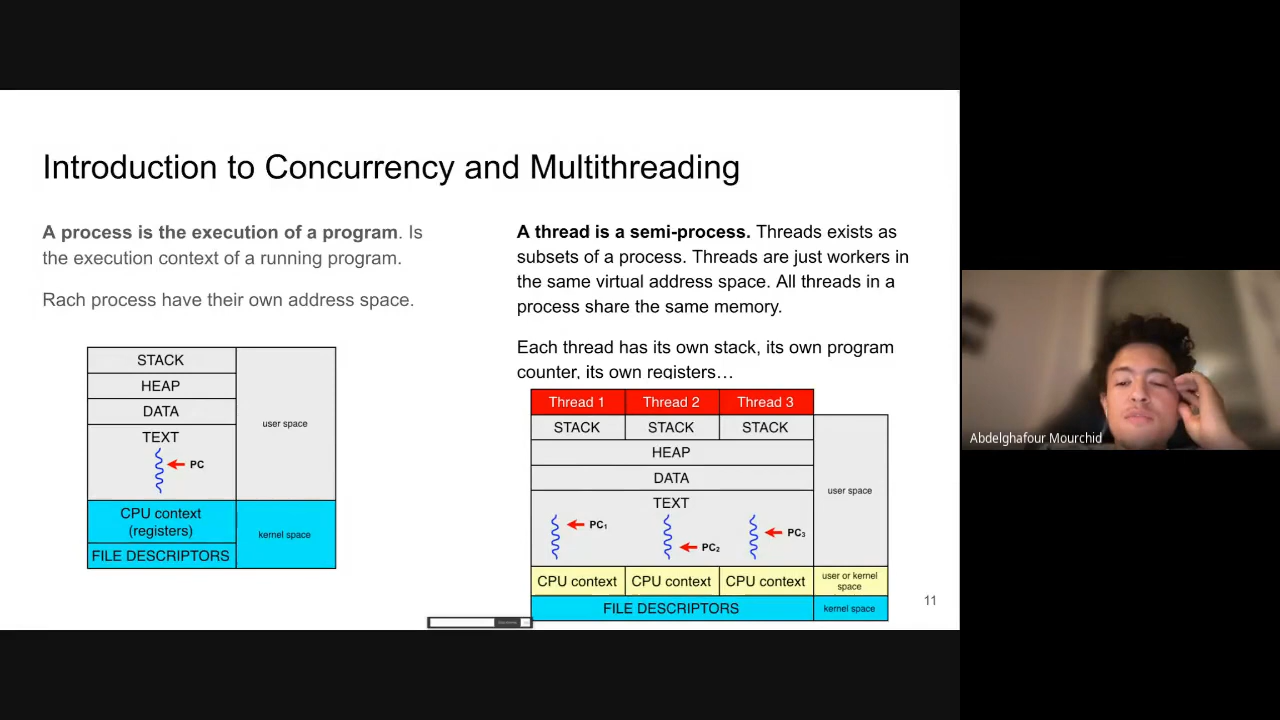 Introduction to Concurrency and Multithreading
A process is the execution of a program. Is
the execution context of a running program.
Rach process have their own address space.
STACK
HEAP
DATA
TEXT
PC
user space
CPU context
(registers)
FILE DESCRIPTORS
kernel space
A thread is a semi-process. Threads exists as
subsets of a process. Threads are just workers in
the same virtual address space. All threads in a
process share the same memory.
Each thread has its own stack, its own program
counter, its own registers…
Thread 1 Thread 2 Thread 3
STACK STACK STACK
HEAP
DATA
TEXT
PC1 PC2 PC3
user space
CPU context CPU context CPU context
user or kernel
space
FILE DESCRIPTORS
kernel space
11
Abdelghafour Mourchid